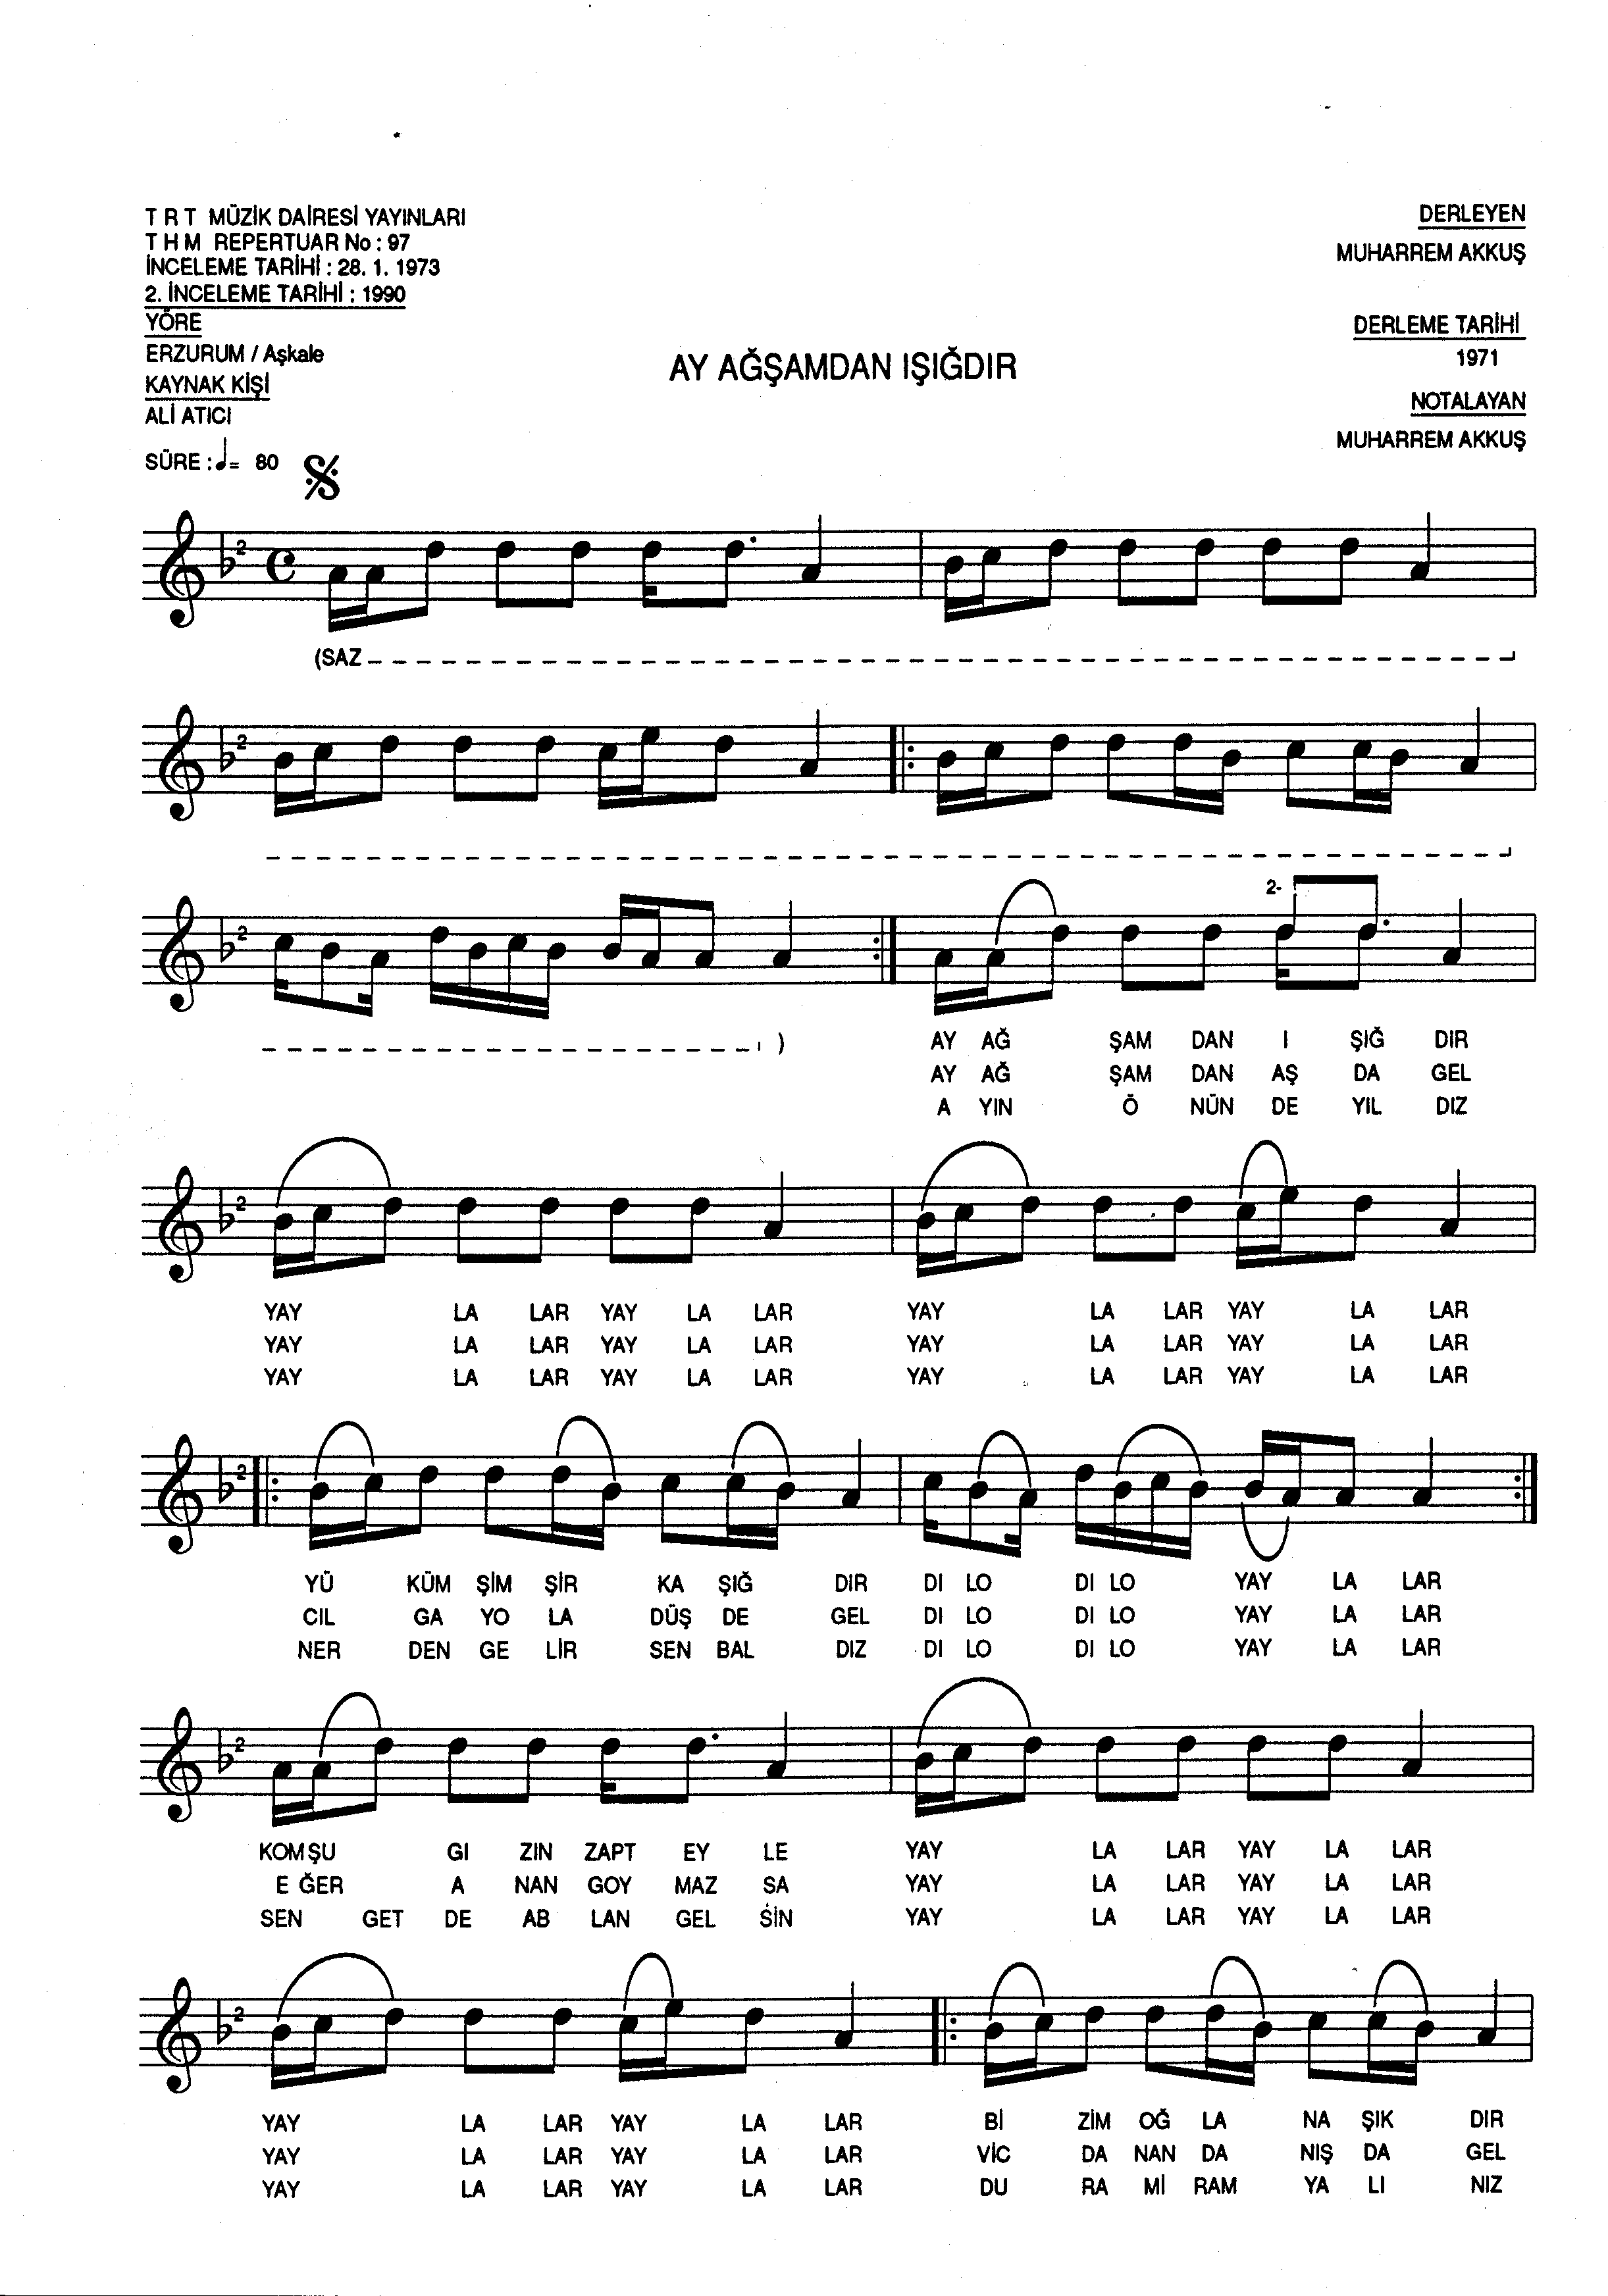 T R T MÜZİK DAİRESİ YAYINLARI
T H M REPERTUAR No : 97
İNCELEME TARİHİ : 28. 1. 1973
2. İNCELEME TARİHİ : 1990
YÖRE
ERZURUM / Aşkale
KAYNAK KİŞİ
ALİ ATICI
SÜRE : ♩= 80
AY AĞŞAMDAN IŞIĞDIR
DERLEYEN
MUHARREM AKKUŞ
DERLEME TARİHİ
1971
NOTALAYAN
MUHARREM AKKUŞ
2
(SAZ
2
2
2-
)
AY AĞ ŞAM DAN I ŞIĞ DIR
AY AĞ ŞAM DAN AŞ DA GEL
A YIN Ö NÜN DE YIL DIZ
2
YAY LA LAR YAY LA LAR YAY LA LAR YAY LA LAR
YAY LA LAR YAY LA LAR YAY LA LAR YAY LA LAR
YAY LA LAR YAY LA LAR YAY LA LAR YAY LA LAR
2
YÜ KÜM ŞİM ŞİR KA ŞIĞ DIR DI LO DI LO YAY LA LAR
CIL GA YO LA DÜŞ DE GEL DI LO DI LO YAY LA LAR
NER DEN GE LİR SEN BAL DIZ DI LO DI LO YAY LA LAR
2
KOMŞU GI ZIN ZAPT EY LE YAY LA LAR YAY LA LAR
E ĞER A NAN GOY MAZ SA YAY LA LAR YAY LA LAR
SEN GET DE AB LAN GEL SİN YAY LA LAR YAY LA LAR
2
YAY LA LAR YAY LA LAR Bİ ZİM OĞ LA NA ŞIK DIR
YAY LA LAR YAY LA LAR VİC DA NAN DA NIŞ DA GEL
YAY LA LAR YAY LA LAR DU RA Mİ RAM YA LI NIZ